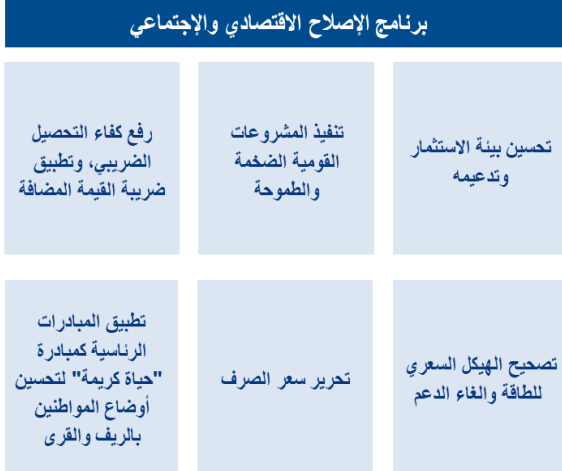 برنامج الإصلاح الاقتصادي والإجتماعي
تحسين بيئة الاستثمار
وتدعيمه
تنفيذ المشروعات
القومية الضخمة
والطموحة
رفع كفاء التحصيل
الضريبي، وتطبيق
ضريبة القيمة المضافة
تصحيح الهيكل السعري
للطاقة والغاء الدعم
تحرير سعر الصرف
تطبيق المبادرات
الرئاسية كمبادرة
"حياة كريمة" لتحسين
أوضاع المواطنين
بالريف والقرى